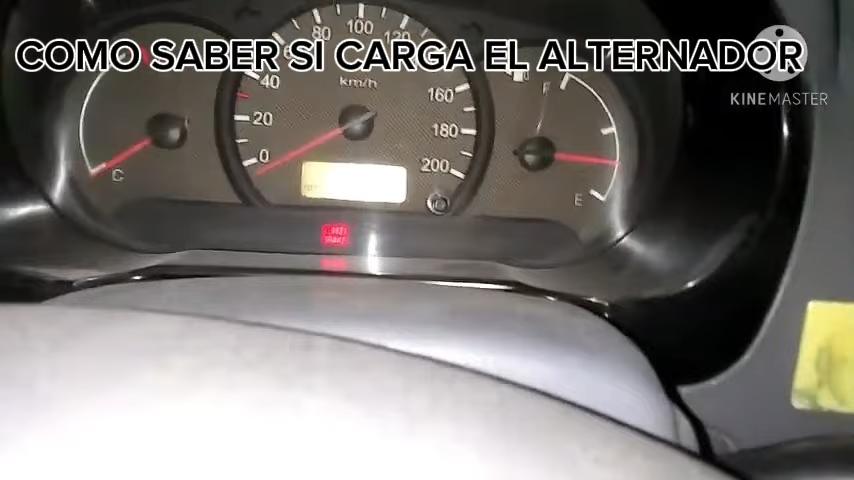 COMO SABER SI CARGA EL ALTERNADOR
KINEMASTER
80 100 120
40
160
km/h
20
180
0
200
C
F
E